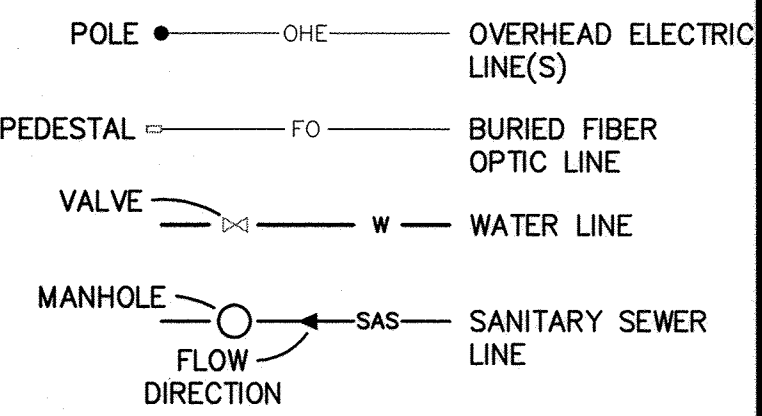 POLE OHE OVERHEAD ELECTRIC
LINE(S)
PEDESTAL FO BURIED FIBER
OPTIC LINE
VALVE
W WATER LINE
MANHOLE
SAS SANITARY SEWER
LINE
FLOW
DIRECTION